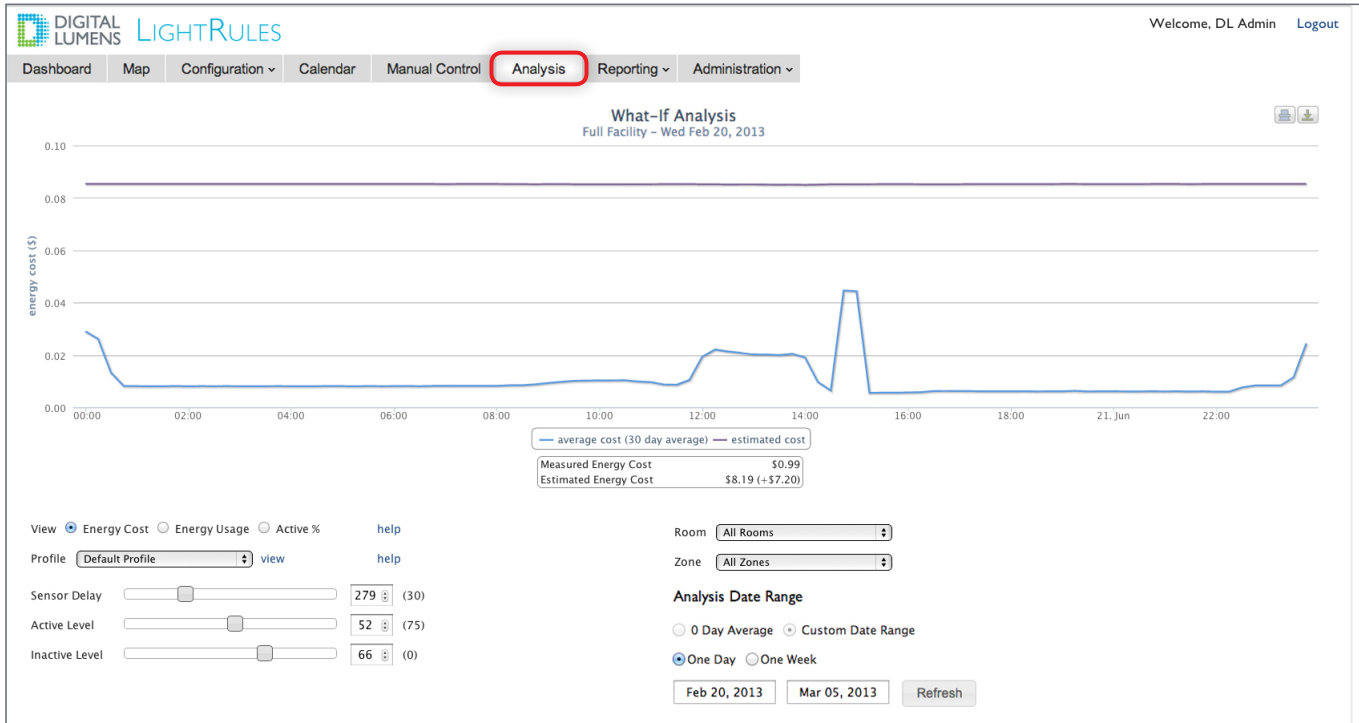 DIGITAL LUMENS LIGHTRULES
Welcome, DL Admin Logout
Dashboard Map Configuration Calendar Manual Control Analysis Reporting Administration
What-If Analysis
Full Facility – Wed Feb 20, 2013
energy cost ($)
0.10
0.08
0.06
0.04
0.02
0.00
00:00 02:00 04:00 06:00 08:00 10:00 12:00 14:00 16:00 18:00 21. Jun 22:00
average cost (30 day average) estimated cost
Measured Energy Cost $0.99
Estimated Energy Cost $8.19 (+$7.20)
View Energy Cost Energy Usage Active % help
Profile Default Profile view help
Sensor Delay 279 (30)
Active Level 52 (75)
Inactive Level 66 (0)
Room All Rooms
Zone All Zones
Analysis Date Range
0 Day Average Custom Date Range
One Day One Week
Feb 20, 2013 Mar 05, 2013 Refresh